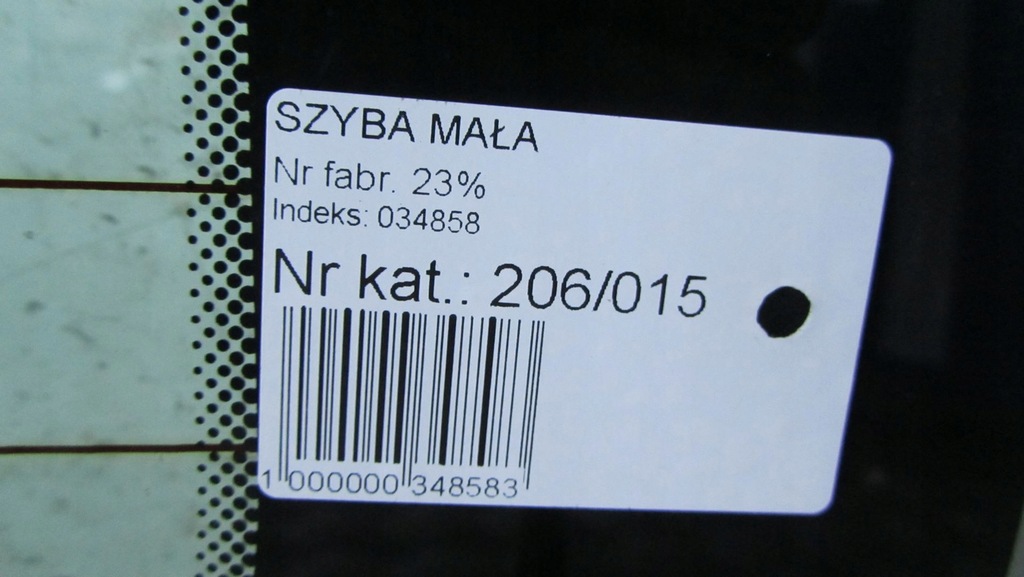 SZYBA MAŁA
Nr fabr. 23%
Indeks: 034858
Nr kat.: 206/015
1 000000 348583